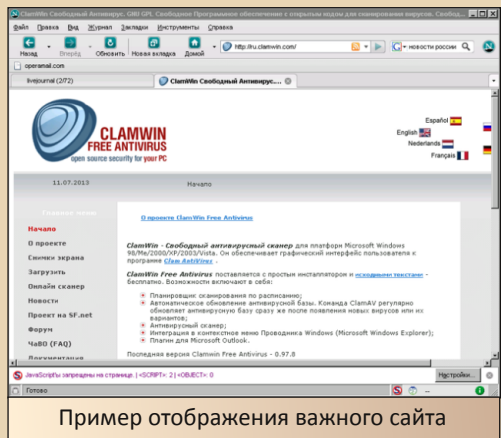 ClamWin Свободный Антивирус. GNU GPL Свободное Программное обеспечение с открытым кодом для сканирования вирусов. Свобод...
Файл Правка Вид Журнал Закладки Инструменты Справка
Назад Вперёд Обновить Новая вкладка Домой http://ru.clamwin.com/ новости россии
operamail.com
livejournal (2/72) ClamWin Свободный Антивирус....
CLAMWIN
FREE ANTIVIRUS
open source security for your PC
Español
English
Nederlands
Français
11.07.2013 Начало
Главное меню
Начало
О проекте
Снимки экрана
Загрузить
Онлайн сканер
Новости
Проект на SF.net
Форум
ЧаВО (FAQ)
Документация
О проекте ClamWin Free Antivirus
ClamWin - Свободный антивирусный сканер для платформ Microsoft Windows
98/Me/2000/XP/2003/Vista. Он обеспечивает графический интерфейс пользователя к
программе Clam AntiVirus .
ClamWin Free Antivirus поставляется с простым инсталлятором и исходными текстами -
бесплатно. Возможности включают в себя:
Планировщик сканирования по расписанию;
Автоматическое обновление антивирусной базы. Команда ClamAV регулярно
обновляет антивирусную базу сразу же после появления новых вирусов или их
вариантов;
Антивирусный сканер;
Интеграция в контекстное меню Проводника Windows (Microsoft Windows Explorer);
Плагин для Microsoft Outlook.
Последняя версия Clamwin Free Antivirus - 0.97.8
JavaScript'ы запрещены на странице. | <SCRIPT>: 2 | <OBJECT>: 0 Настройки...
Готово
Пример отображения важного сайта